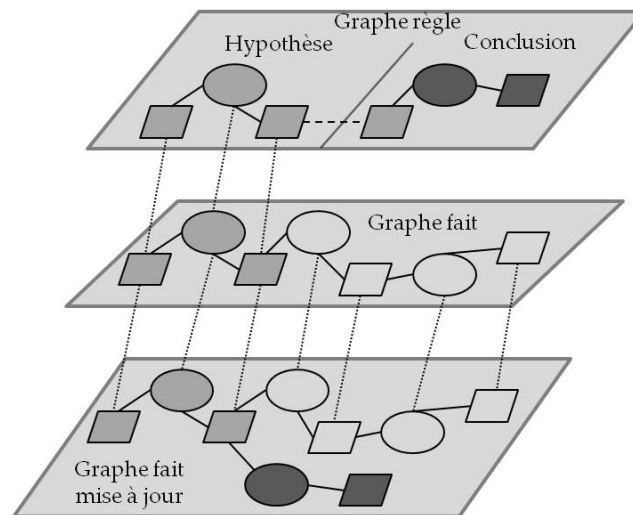 Graphe règle
Hypothèse
Conclusion
Graphe fait
Graphe fait
mise à jour